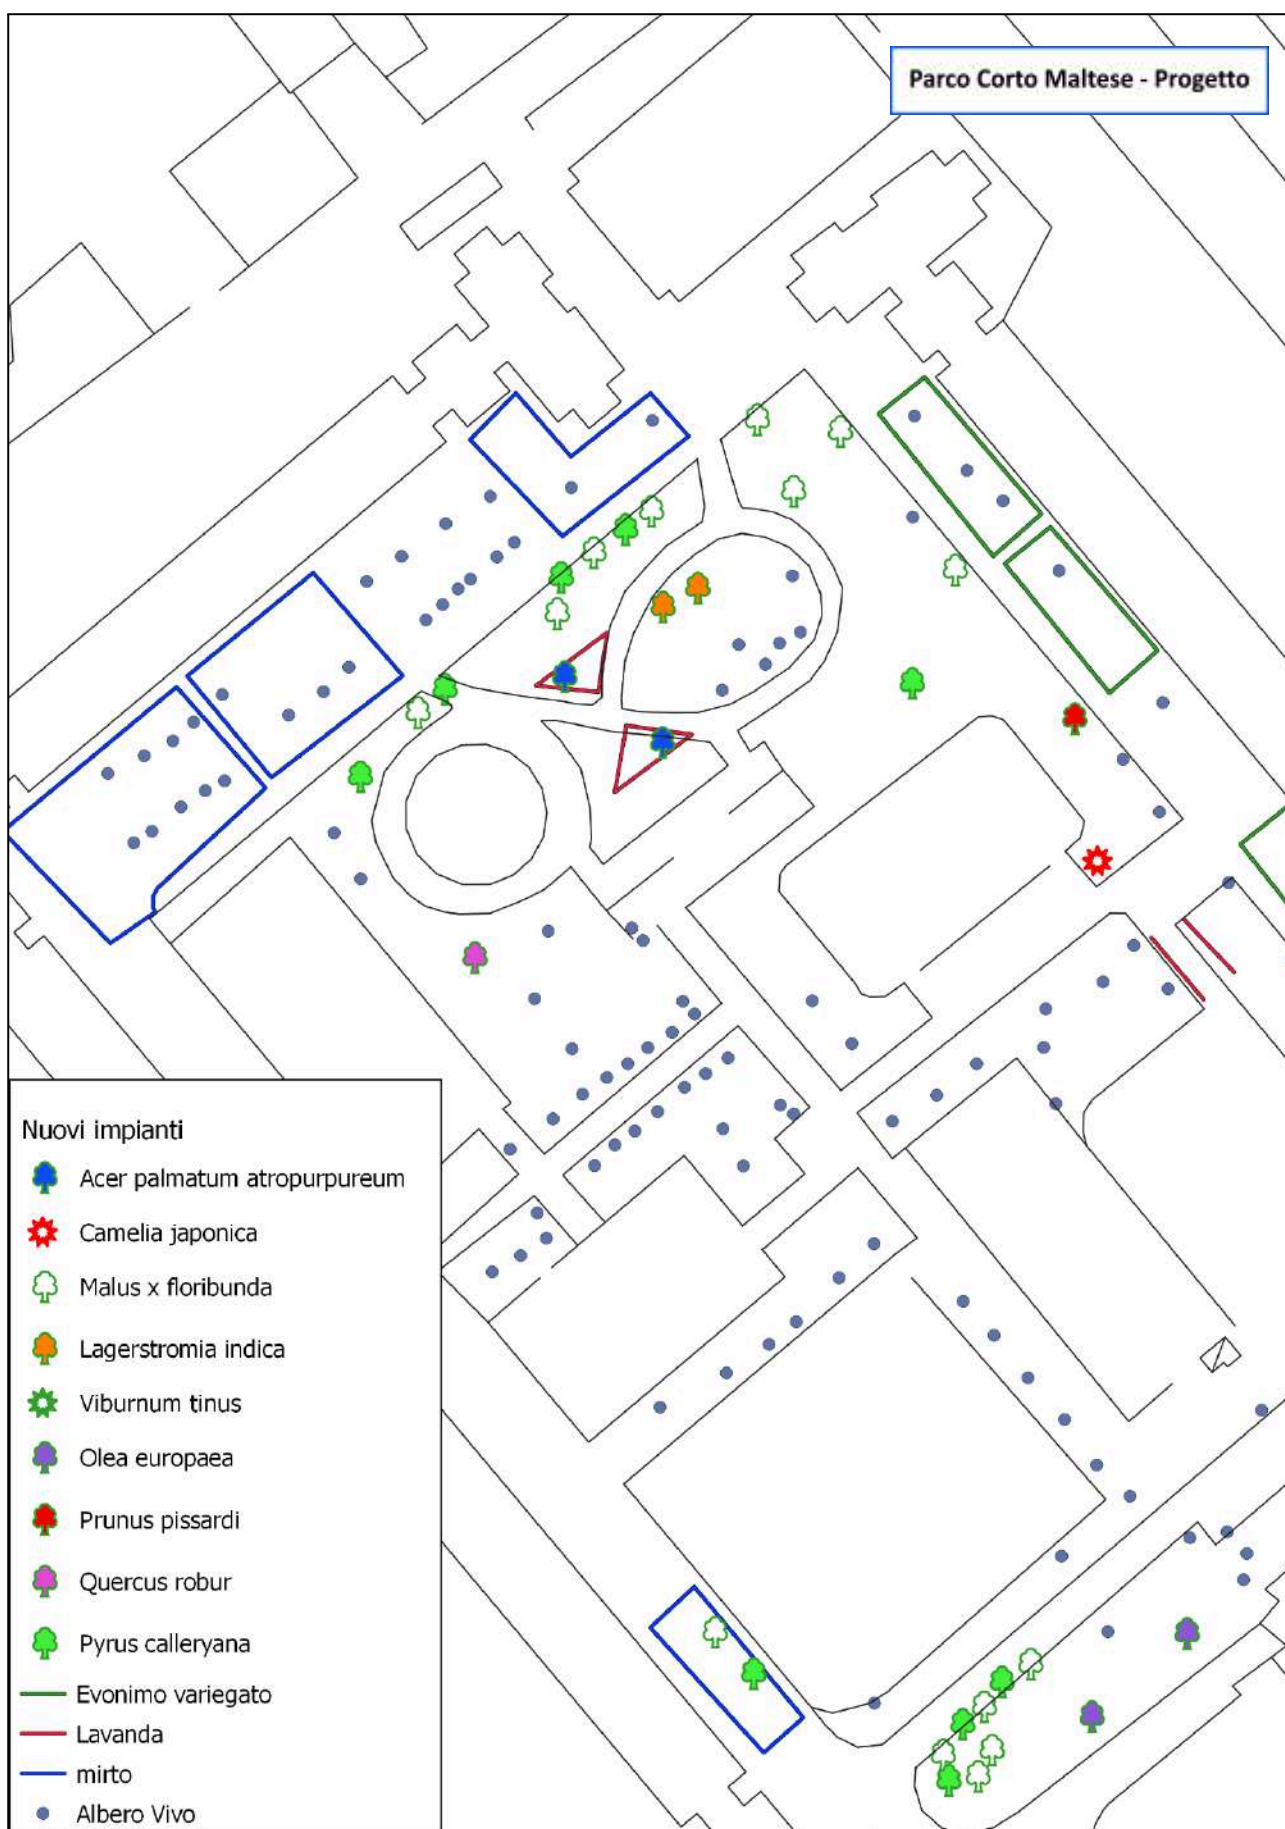 Parco Corto Maltese - Progetto
Nuovi impianti
Acer palmatum atropurpureum
Camelia japonica
Malus x floribunda
Lagerstromia indica
Viburnum tinus
Olea europaea
Prunus pissardi
Quercus robur
Pyrus calleryana
Evonimo variegato
Lavanda
mirto
Albero Vivo